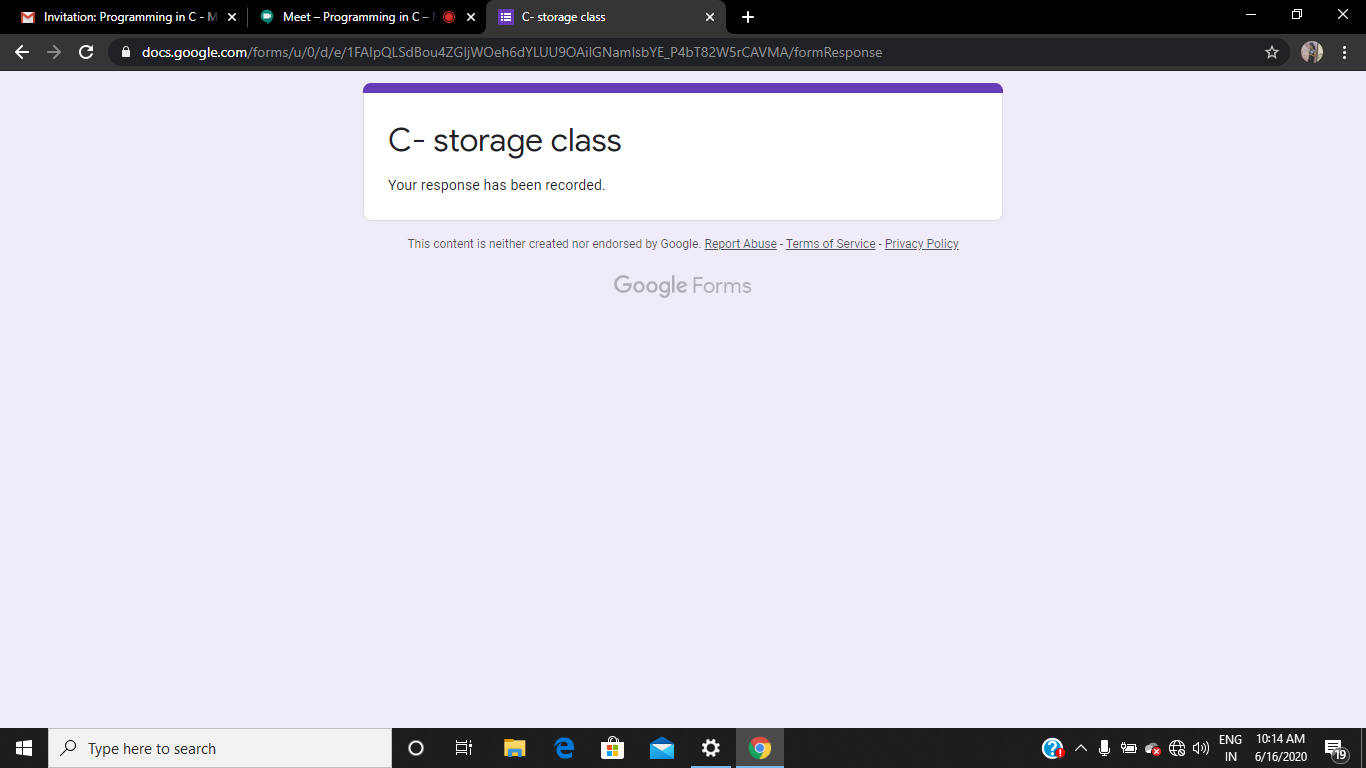 Invitation: Programming in C - M
Meet – Programming in C –
C- storage class
docs.google.com/forms/u/0/d/e/1FAIpQLSdBou4ZGIjWOeh6dYLUU9OAilGNamIsbYE_P4bT82W5rCAVMA/formResponse
C- storage class
Your response has been recorded.
This content is neither created nor endorsed by Google. Report Abuse - Terms of Service - Privacy Policy
Google Forms
Type here to search
ENG
IN
10:14 AM
6/16/2020
19